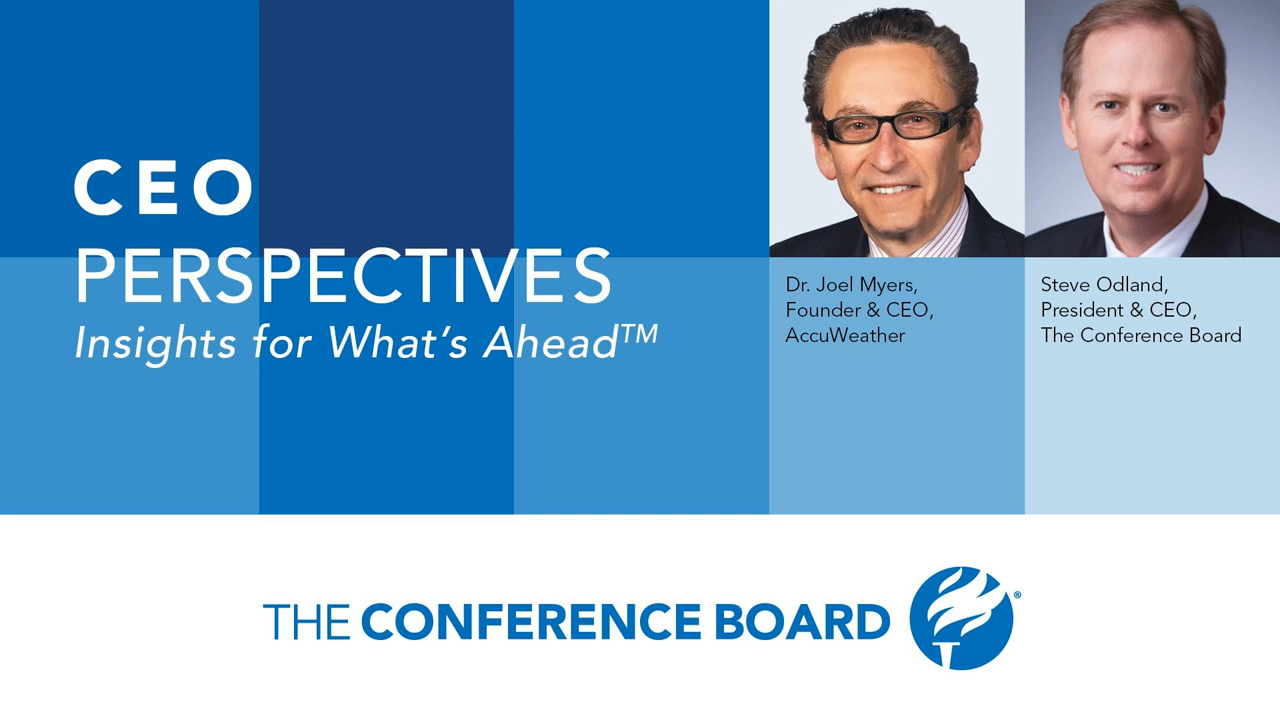 CEO
PERSPECTIVES
Insights for What's Ahead™
Dr. Joel Myers,
Founder & CEO,
AccuWeather
Steve Odland,
President & CEO,
The Conference Board
THE CONFERENCE BOARD ®